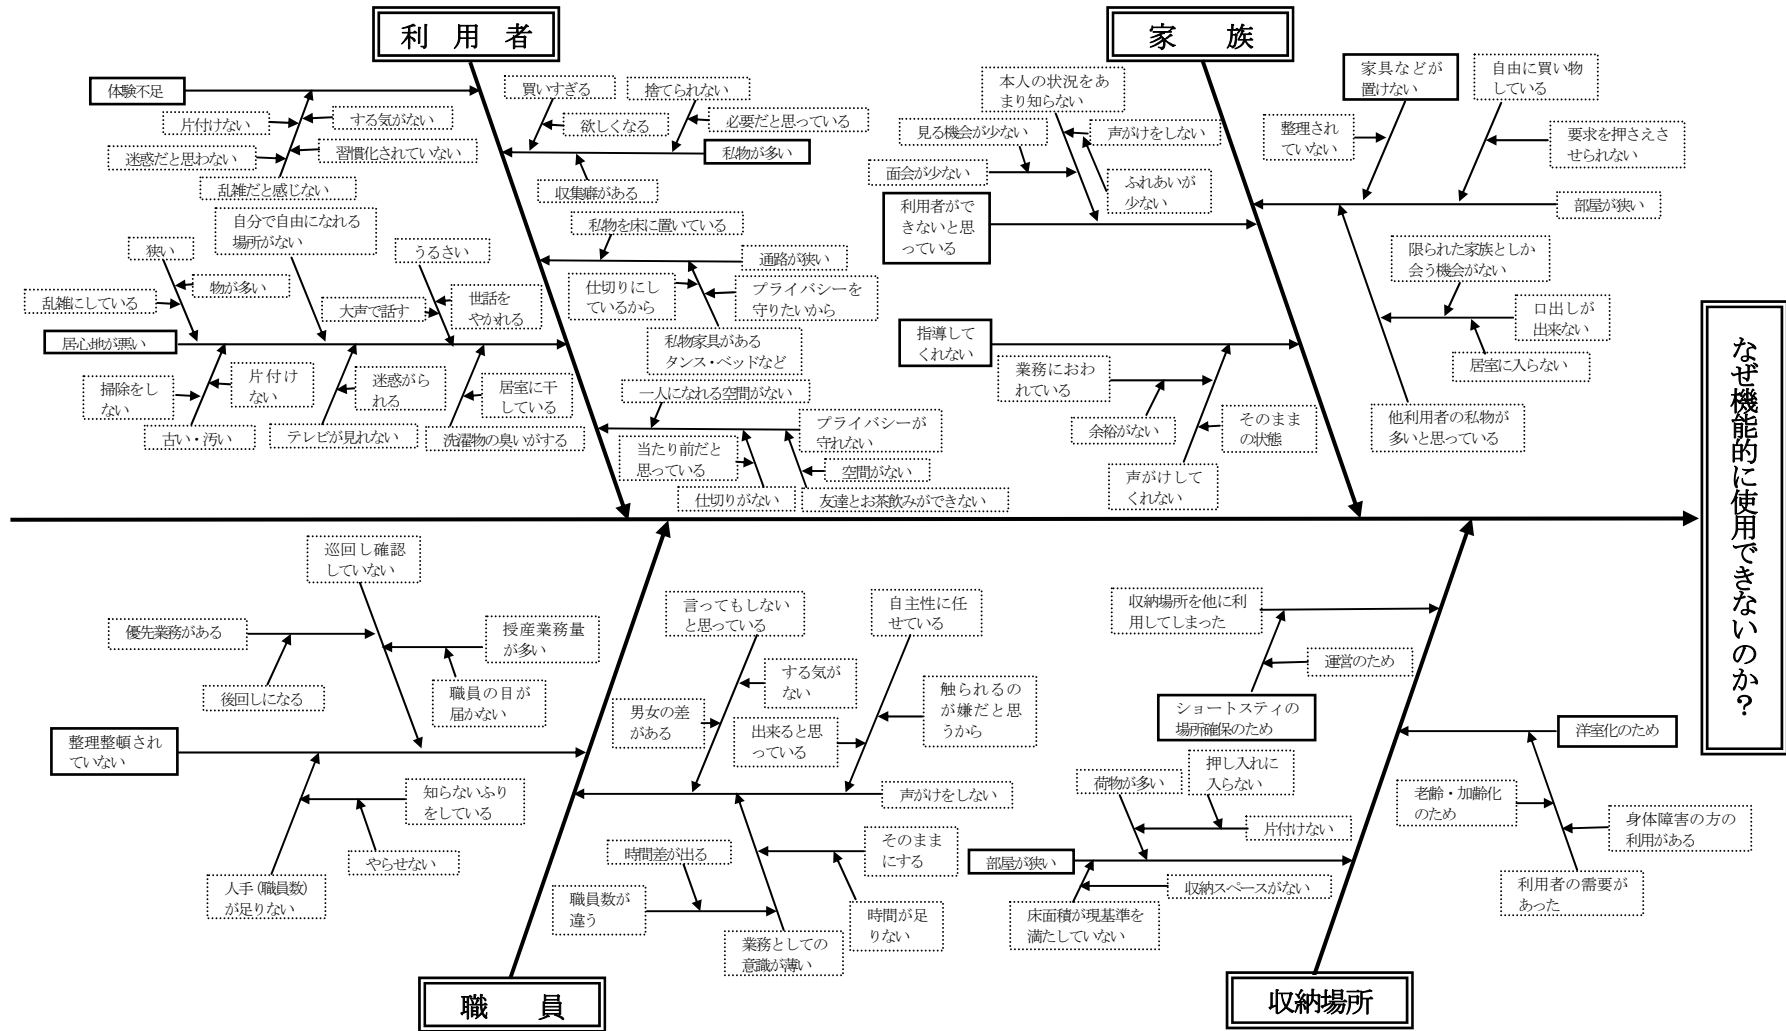 利用者
体験不足
片付けない
する気がない
迷惑だと思わない
習慣化されていない
乱雑だと感じない
買いすぎる
欲しくなる
捨てられない
必要だと思っている
私物が多い
収集癖がある
自分で自由になれる
場所がない
狭い
物が多い
乱雑にしている
うるさい
大声で話す
世話を
やかれる
居心地が悪い
私物を床に置いている
通路が狭い
仕切りにし
ているから
プライバシーを
守りたいから
私物家具がある
タンス・ベッドなど
掃除をし
ない
片付け
ない
古い・汚い
迷惑がら
れる
テレビが見れない
居室に干
している
洗濯物の臭いがする
一人になれる空間がない
プライバシーが
守れない
当たり前だと
思っている
空間がない
仕切りがない
友達とお茶飲みができない
家族
本人の状況をあ
まり知らない
見る機会が少ない
声がけをしない
面会が少ない
ふれあいが
少ない
利用者がで
きないと思
っている
家具などが
置けない
自由に買い物
している
整理され
ていない
要求を押さえさ
せられない
部屋が狭い
限られた家族としか
会う機会がない
口出しが
出来ない
居室に入らない
他利用者の私物が
多いと思っている
指導して
くれない
業務におわ
れている
余裕がない
そのまま
の状態
声がけして
くれない
なぜ機能的に使用できないのか?
巡回し確認
していない
優先業務がある
授産業務量
が多い
後回しになる
職員の目が
届かない
整理整頓され
ていない
知らないふり
をしている
やらせない
人手(職員数)
が足りない
言ってもしない
と思っている
自主性に任
せている
する気が
ない
男女の差
がある
出来ると思
っている
触られるの
が嫌だと思
うから
声がけをしない
時間差が出る
そのまま
にする
職員数が
違う
時間が足
りない
業務としての
意識が薄い
職員
収納場所を他に利
用してしまった
運営のため
ショートスティの
場所確保のため
洋室化のため
老齢・加齢化
のため
身体障害の方の
利用がある
利用者の需要が
あった
荷物が多い
押し入れに
入らない
片付けない
部屋が狭い
収納スペースがない
床面積が現基準を
満たしていない
収納場所